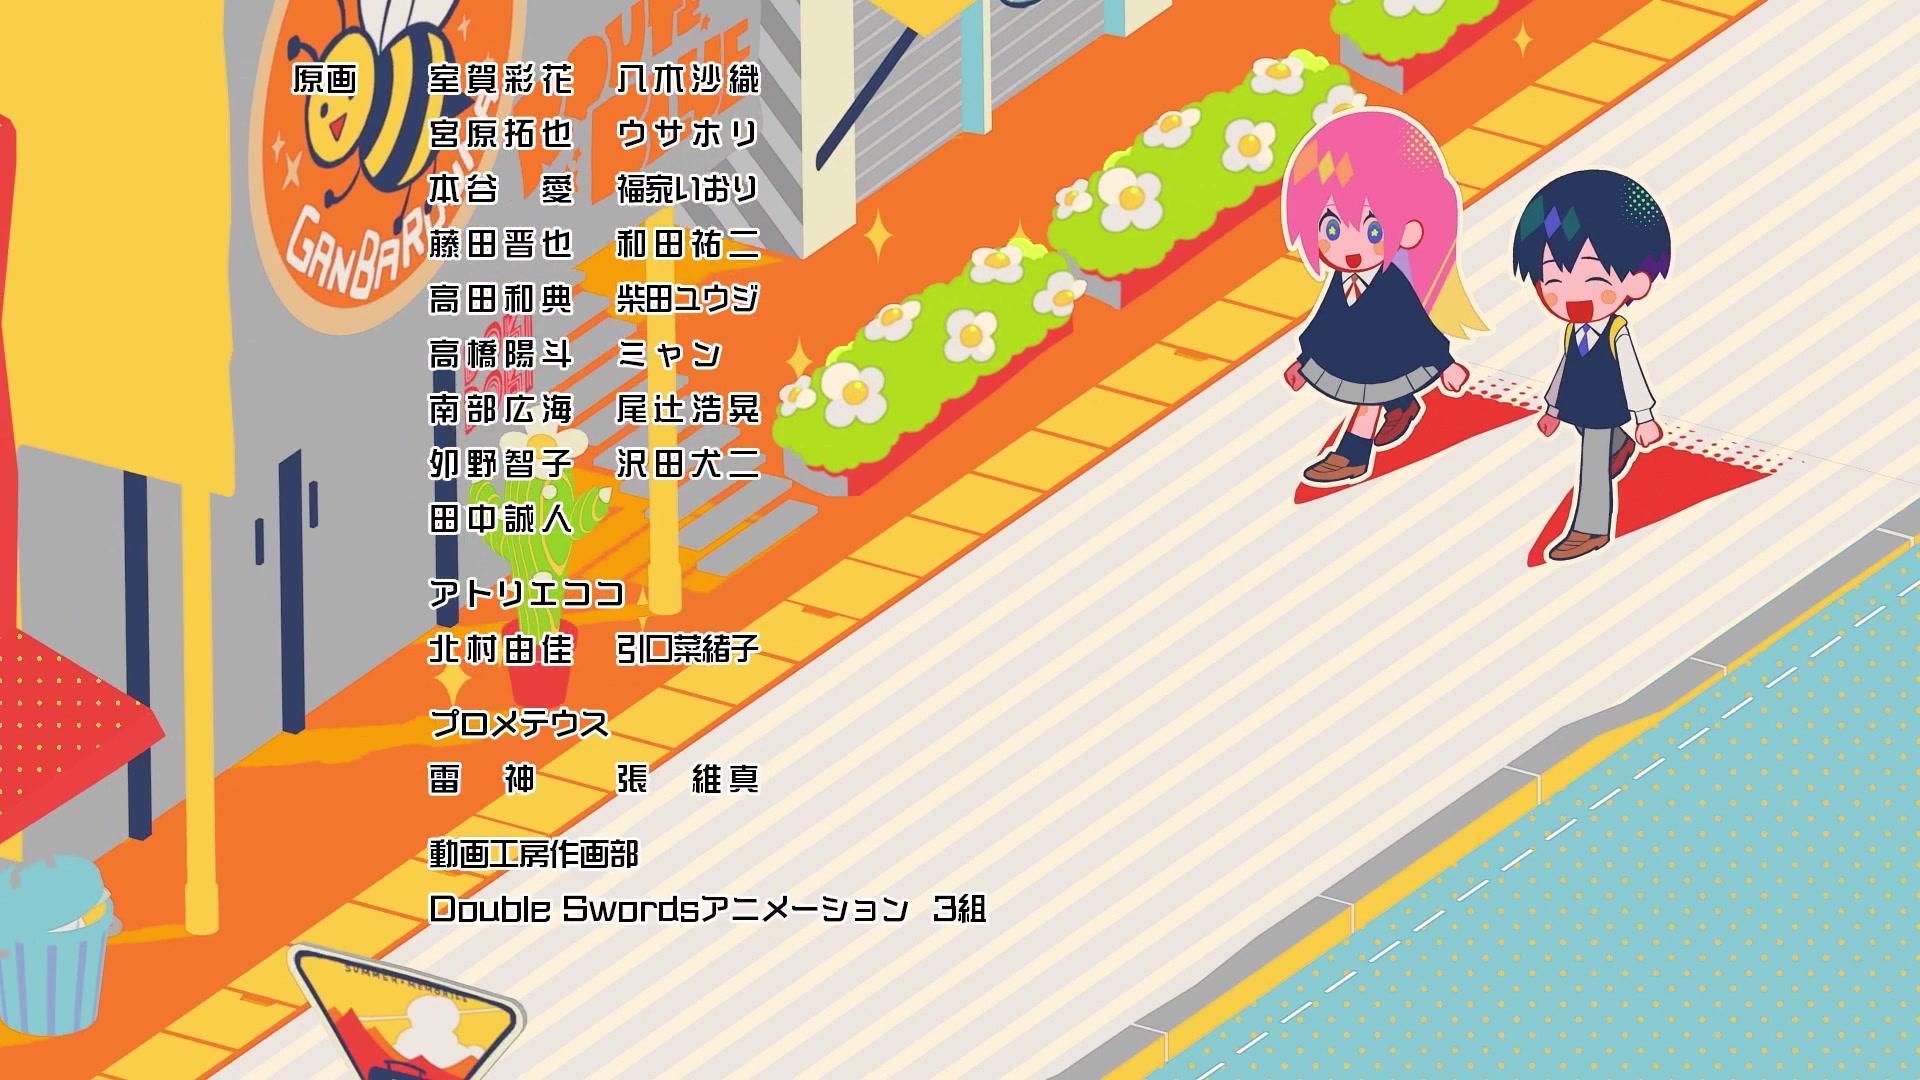 原画　室賀彩花　八木沙織
宮原拓也　ウサホリ
本谷　愛　福家いおり
藤田晋也　和田祐二
高田和典　柴田ユウジ
高橋陽斗　ミャン
南部広海　尾辻浩晃
卯野智子　沢田犬二
田中誠人
アトリエココ
北村由佳　引口菜緒子
プロメテウス
雷　神　張　維真
動画工房作画部
Double Swordsアニメーション 3組
SUMMER・MEMORIES